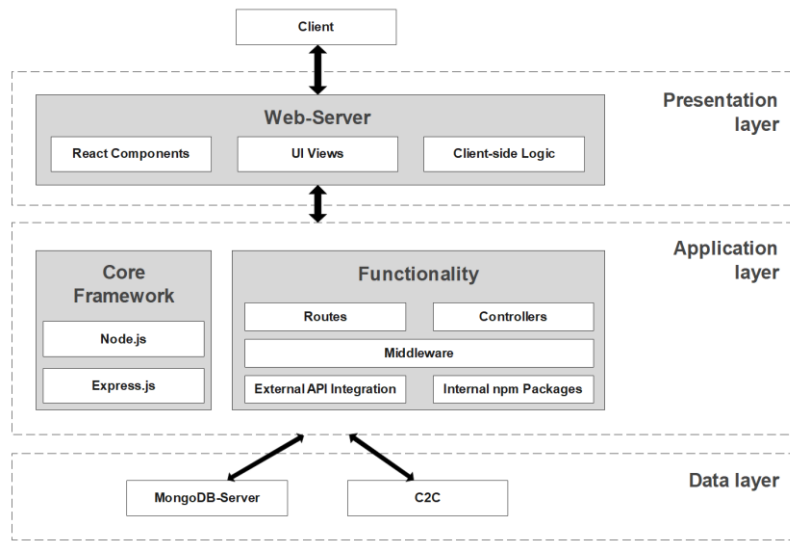 Client
Presentation
layer
Web-Server
React Components
UI Views
Client-side Logic
Application
layer
Core
Framework
Node.js
Express.js
Functionality
Routes
Controllers
Middleware
External API Integration
Internal npm Packages
Data layer
MongoDB-Server
C2C